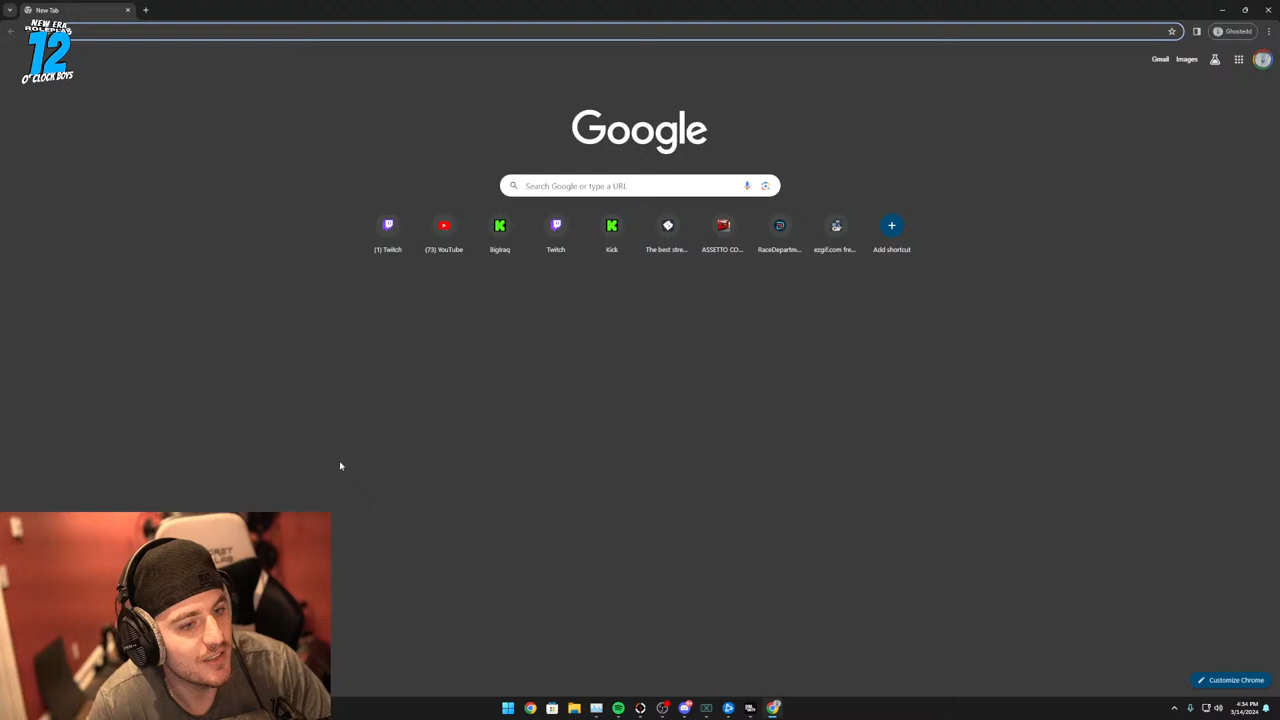 New Tab
NEW ERA
ROLEPLAY
12
O'CLOCK BOYS
Ghostedd
Gmail
Images
Google
Search Google or type a URL
(1) Twitch
(73) YouTube
BigIraq
Twitch
Kick
The best stre...
ASSETTO CO...
RaceDepartm...
ezgif.com fre...
Add shortcut
Customize Chrome
4:34 PM
3/14/2024